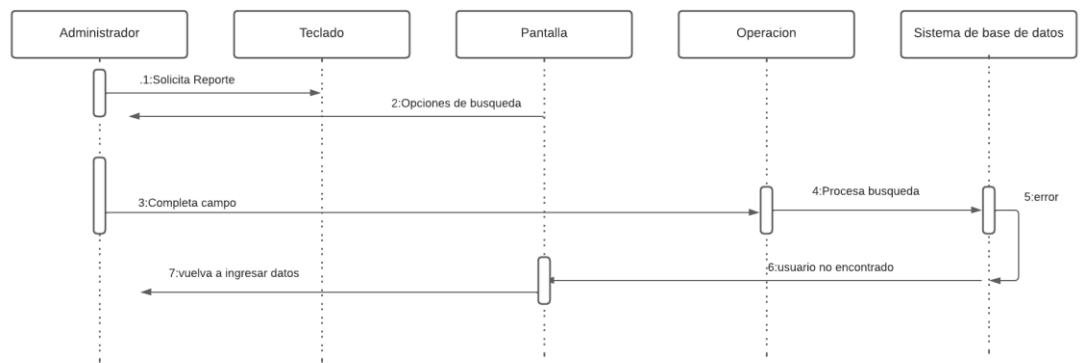 Administrador
Teclado
Pantalla
Operacion
Sistema de base de datos
.1:Solicita Reporte
2:Opciones de busqueda
3:Completa campo
4:Procesa busqueda
5:error
6:usuario no encontrado
7:vuelva a ingresar datos